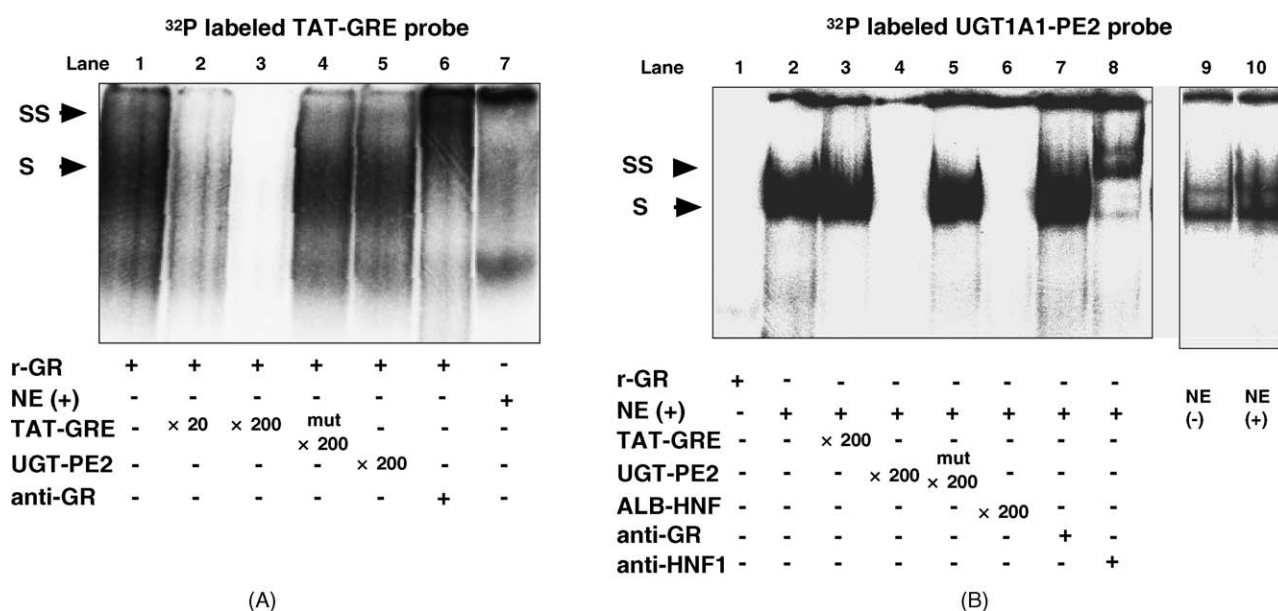 ³²P labeled TAT-GRE probe
Lane 1 2 3 4 5 6 7
SS
S
r-GR + + + + + + -
NE (+) - - - - - - +
TAT-GRE - × 20 × 200 mut × 200 - - -
UGT-PE2 - - - - × 200 - -
anti-GR - - - - - + -
(A)
³²P labeled UGT1A1-PE2 probe
Lane 1 2 3 4 5 6 7 8 9 10
SS
S
r-GR + - - - - - - -
NE (+) - + + + + + + +
TAT-GRE - - × 200 - - - - -
UGT-PE2 - - - × 200 mut × 200 - - -
ALB-HNF - - - - - × 200 - -
anti-GR - - - - - - + -
anti-HNF1 - - - - - - - +
NE NE
(-) (+)
(B)